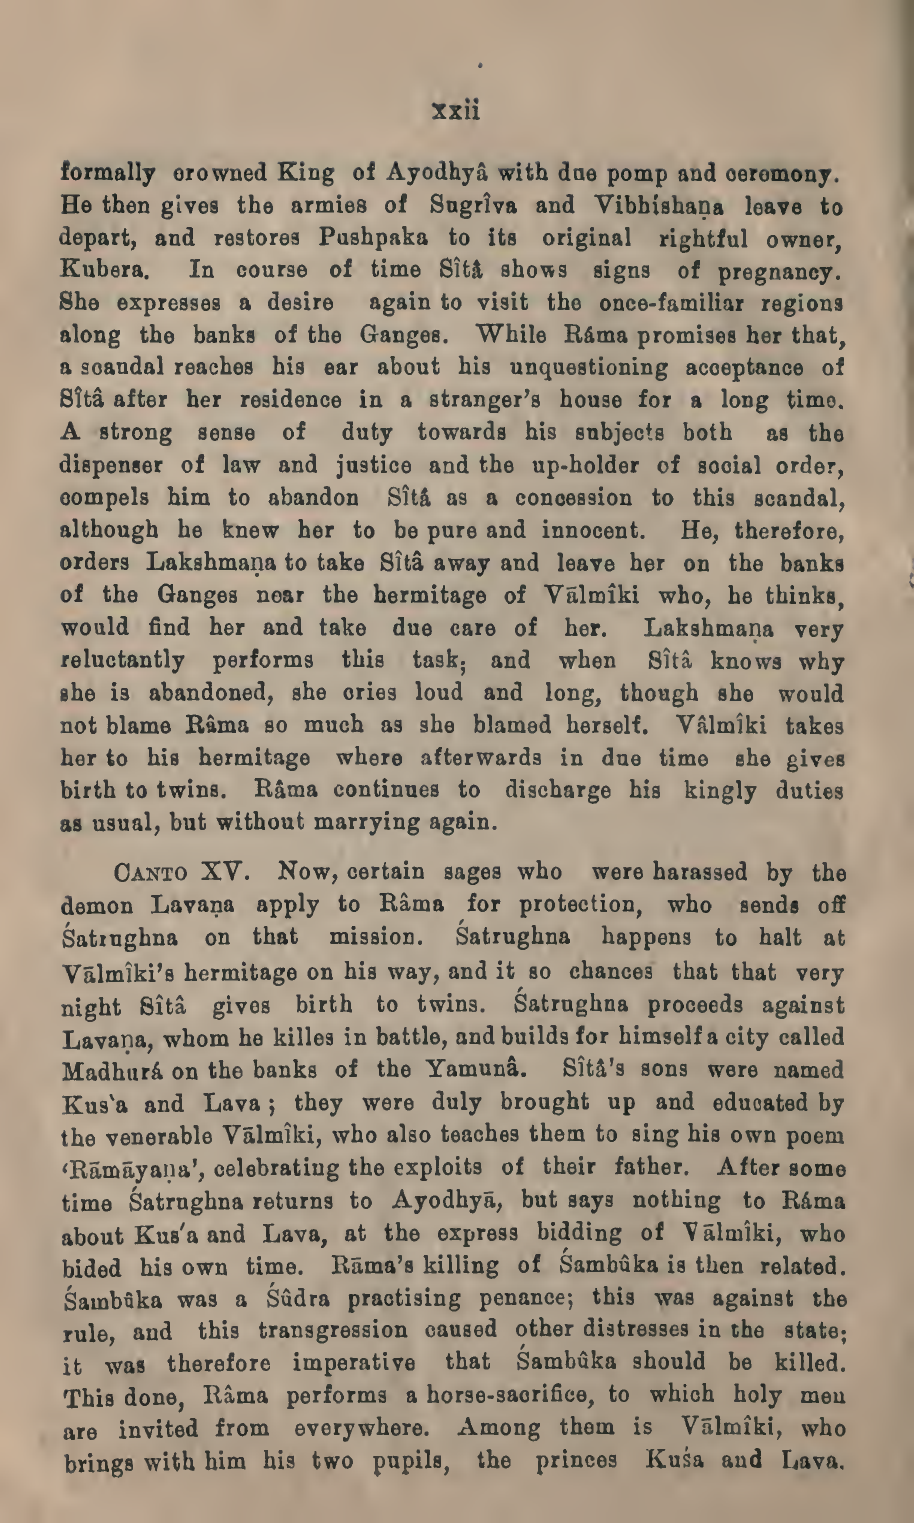 xxii
formally crowned King of Ayodhyâ with due pomp and ceremony.
He then gives the armies of Sugrîva and Vibhishaṇa leave to
depart, and restores Pushpaka to its original rightful owner,
Kubera. In course of time Sîtâ shows signs of pregnancy.
She expresses a desire again to visit the once-familiar regions
along the banks of the Ganges. While Râma promises her that,
a scandal reaches his ear about his unquestioning acceptance of
Sîtâ after her residence in a stranger's house for a long time.
A strong sense of duty towards his subjects both as the
dispenser of law and justice and the up-holder of social order,
compels him to abandon Sîtâ as a concession to this scandal,
although he knew her to be pure and innocent. He, therefore,
orders Lakshmaṇa to take Sîtâ away and leave her on the banks
of the Ganges near the hermitage of Vālmîki who, he thinks,
would find her and take due care of her. Lakshmaṇa very
reluctantly performs this task; and when Sîtâ knows why
she is abandoned, she cries loud and long, though she would
not blame Râma so much as she blamed herself. Vâlmîki takes
her to his hermitage where afterwards in due time she gives
birth to twins. Râma continues to discharge his kingly duties
as usual, but without marrying again.
CANTO XV. Now, certain sages who were harassed by the
demon Lavaṇa apply to Râma for protection, who sends off
Śatrughna on that mission. Śatrughna happens to halt at
Vālmîki's hermitage on his way, and it so chances that that very
night Sîtâ gives birth to twins. Śatrughna proceeds against
Lavaṇa, whom he killes in battle, and builds for himself a city called
Madhurá on the banks of the Yamunâ. Sîtâ's sons were named
Kus'a and Lava ; they were duly brought up and educated by
the venerable Vālmîki, who also teaches them to sing his own poem
‘Rāmāyaṇa’, celebrating the exploits of their father. After some
time Śatrughna returns to Ayodhyā, but says nothing to Ráma
about Kus'a and Lava, at the express bidding of Vālmîki, who
bided his own time. Rāma's killing of Śambûka is then related.
Śambûka was a Śûdra practising penance; this was against the
rule, and this transgression caused other distresses in the state;
it was therefore imperative that Śambûka should be killed.
This done, Râma performs a horse-sacrifice, to which holy men
are invited from everywhere. Among them is Vālmîki, who
brings with him his two pupils, the princes Kuśa and Lava.